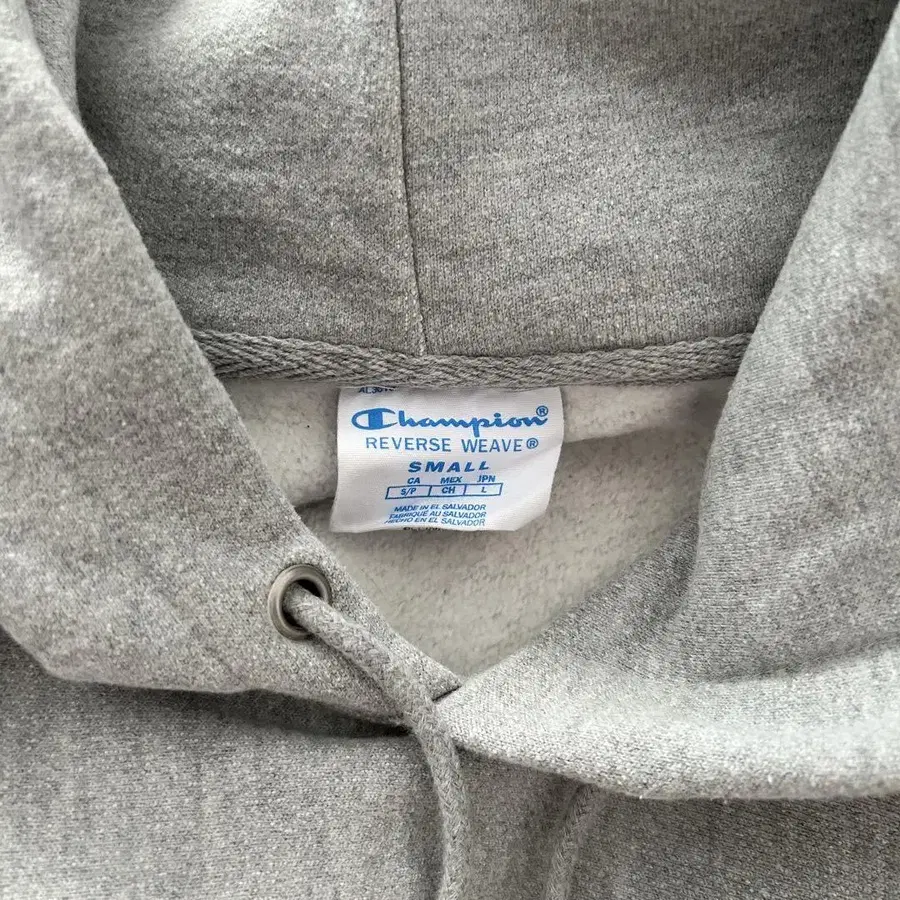 Champion®
REVERSE WEAVE®
SMALL
CA MEX JPN
S/P CH L
MADE IN EL SALVADOR
FABRIQUÉ AU SALVADOR
HECHO EN EL SALVADOR